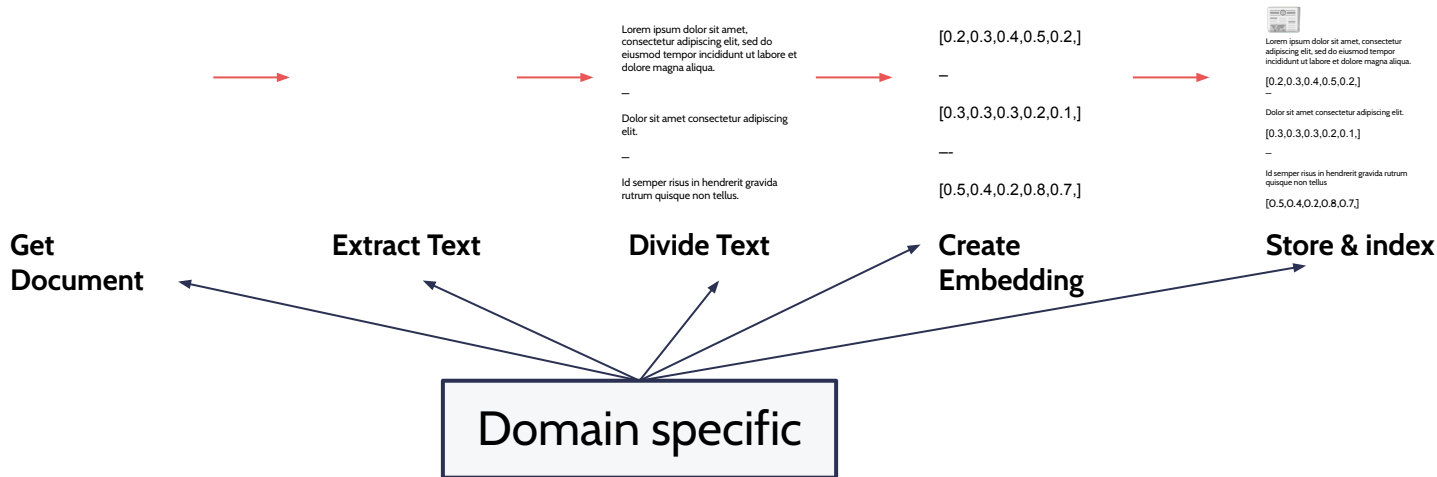 Lorem ipsum dolor sit amet,
consectetur adipiscing elit, sed do
eiusmod tempor incididunt ut labore et
dolore magna aliqua.
—
Dolor sit amet consectetur adipiscing
elit.
—
Id semper risus in hendrerit gravida
rutrum quisque non tellus.
[0.2,0.3,0.4,0.5,0.2,]
–
[0.3,0.3,0.3,0.2,0.1,]
—-
[0.5,0.4,0.2,0.8,0.7,]
Lorem ipsum dolor sit amet, consectetur
adipiscing elit, sed do eiusmod tempor
incididunt ut labore et dolore magna aliqua.
[0.2,0.3,0.4,0.5,0.2,]
—
Dolor sit amet consectetur adipiscing elit.
[0.3,0.3,0.3,0.2,0.1,]
—
Id semper risus in hendrerit gravida rutrum
quisque non tellus
[0.5,0.4,0.2,0.8,0.7,]
Get
Document
Extract Text
Divide Text
Create
Embedding
Store & index
Domain specific